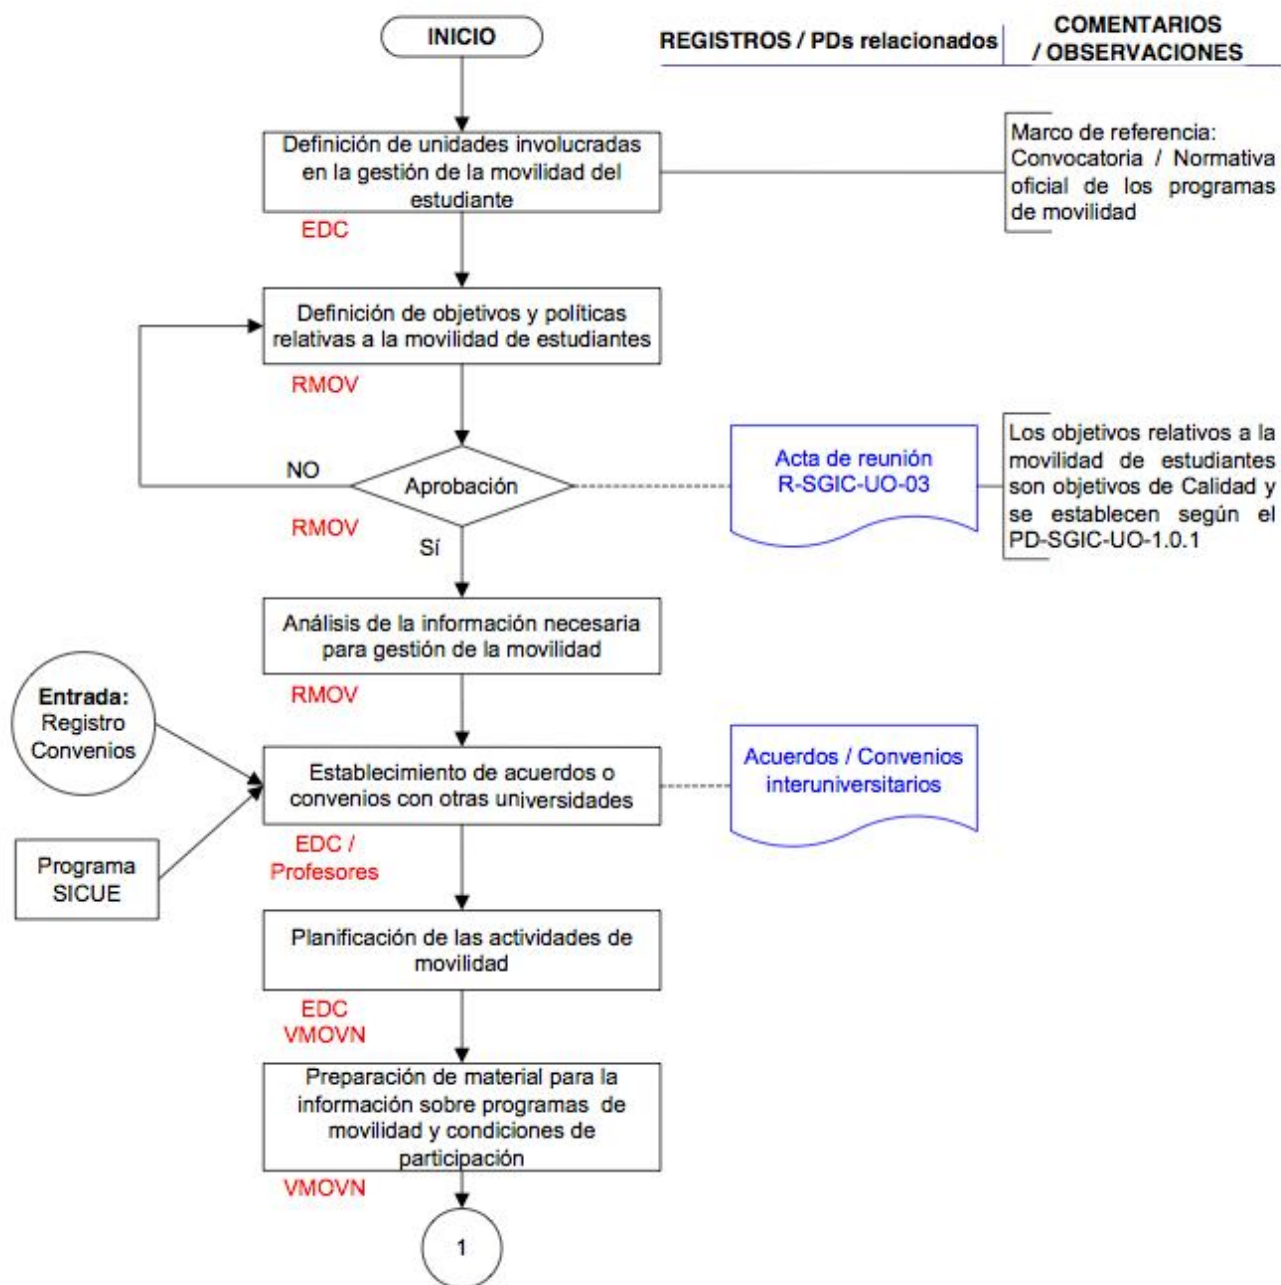 INICIO
REGISTROS / PDs relacionados
COMENTARIOS
/ OBSERVACIONES
Definición de unidades involucradas
en la gestión de la movilidad del
estudiante
EDC
Marco de referencia:
Convocatoria / Normativa
oficial de los programas
de movilidad
Definición de objetivos y políticas
relativas a la movilidad de estudiantes
RMOV
NO
Aprobación
RMOV
Sí
Acta de reunión
R-SGIC-UO-03
Los objetivos relativos a la
movilidad de estudiantes
son objetivos de Calidad y
se establecen según el
PD-SGIC-UO-1.0.1
Análisis de la información necesaria
para gestión de la movilidad
RMOV
Entrada:
Registro
Convenios
Establecimiento de acuerdos o
convenios con otras universidades
EDC /
Profesores
Acuerdos / Convenios
interuniversitarios
Programa
SICUE
Planificación de las actividades de
movilidad
EDC
VMOVN
Preparación de material para la
información sobre programas de
movilidad y condiciones de
participación
VMOVN
1